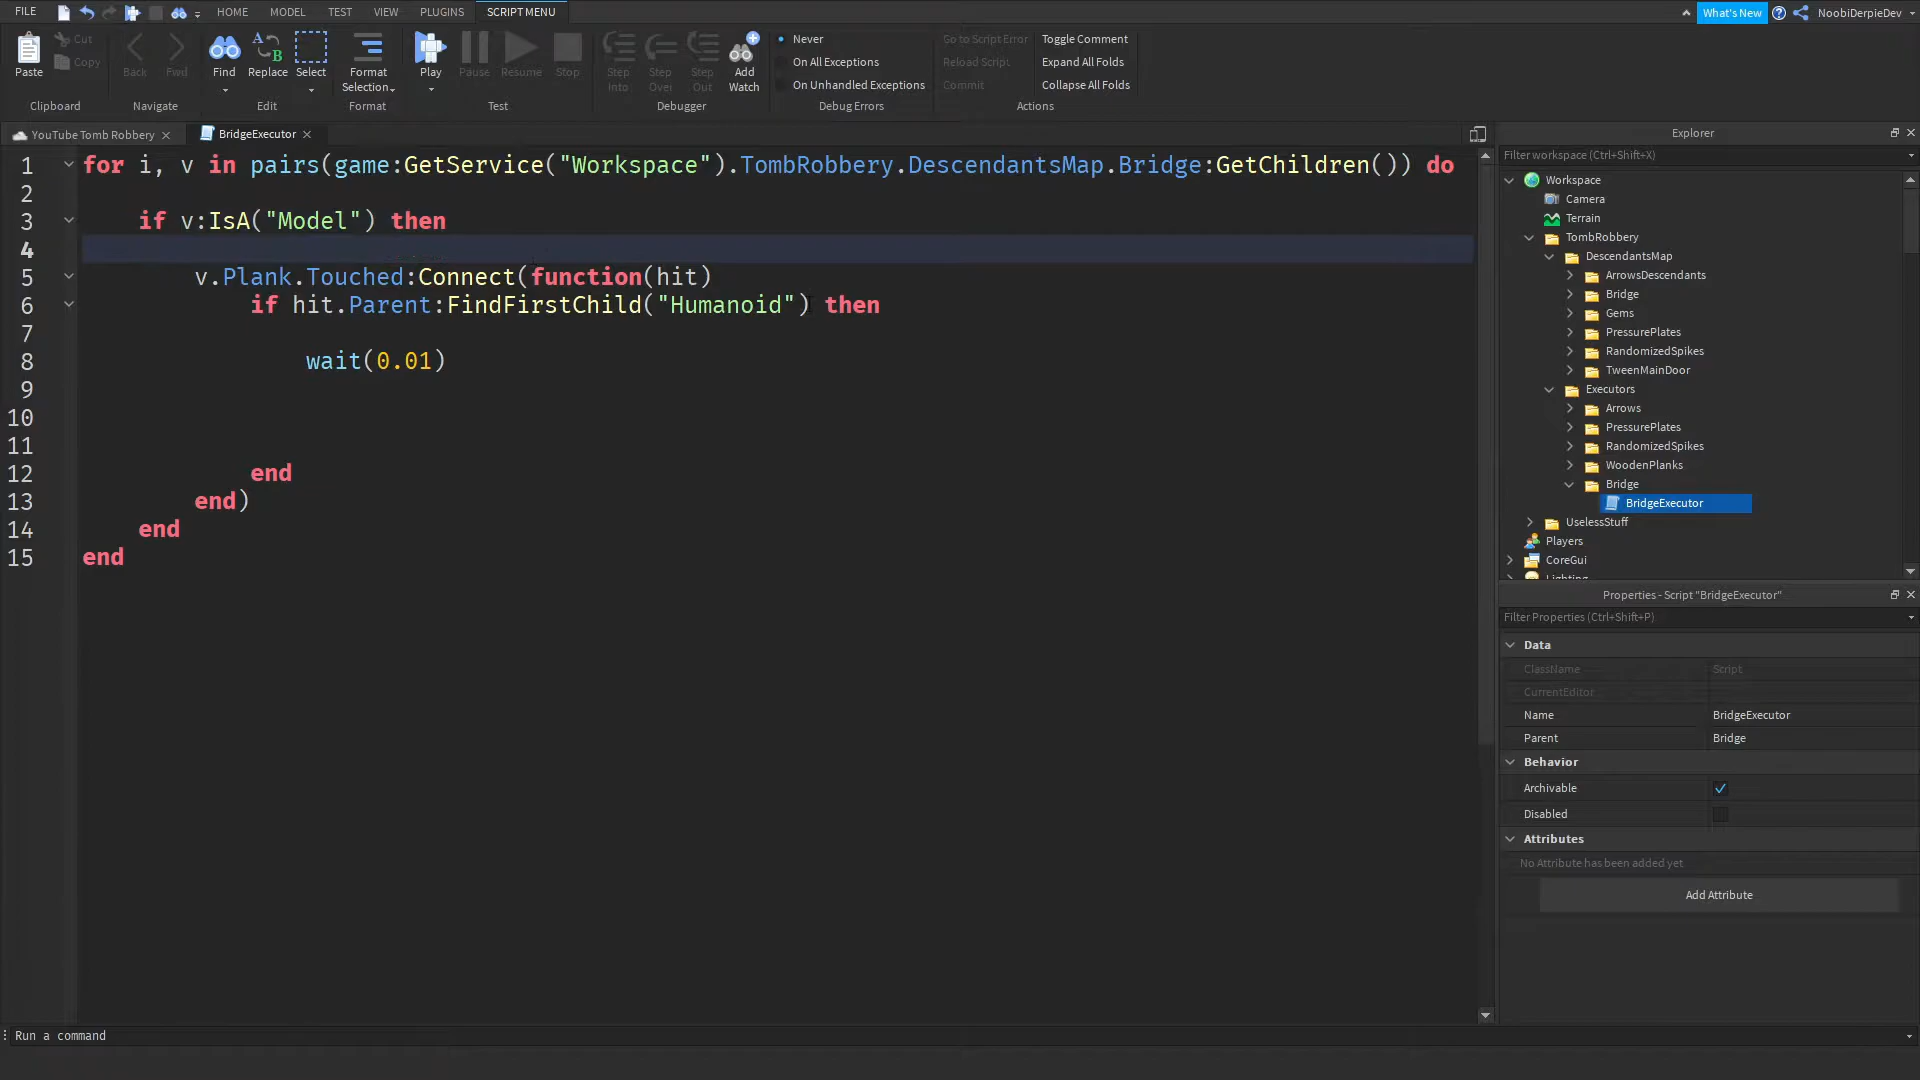 FILE HOME MODEL TEST VIEW PLUGINS SCRIPT MENU What's New NoobiDerpieDev
Paste Cut Copy
Clipboard
Back Fwd
Navigate
Find Replace Select
Edit
Format Selection
Format
Play Pause Resume Stop
Test
Step Into Step Over Step Out Add Watch
Debugger
Never
On All Exceptions
On Unhandled Exceptions
Debug Errors
Go to Script Error
Reload Script
Commit
Toggle Comment
Expand All Folds
Collapse All Folds
Actions
YouTube Tomb Robbery
BridgeExecutor
1 for i, v in pairs(game:GetService("Workspace").TombRobbery.DescendantsMap.Bridge:GetChildren()) do
2
3 if v:IsA("Model") then
4
5 v.Plank.Touched:Connect(function(hit)
6 if hit.Parent:FindFirstChild("Humanoid") then
7
8 wait(0.01)
9
10
11
12 end
13 end)
14 end
15 end
Explorer
Filter workspace (Ctrl+Shift+X)
Workspace
Camera
Terrain
TombRobbery
DescendantsMap
ArrowsDescendants
Bridge
Gems
PressurePlates
RandomizedSpikes
TweenMainDoor
Executors
Arrows
PressurePlates
RandomizedSpikes
WoodenPlanks
Bridge
BridgeExecutor
UselessStuff
Players
CoreGui
Lighting
Properties - Script "BridgeExecutor"
Filter Properties (Ctrl+Shift+P)
Data
ClassName Script
CurrentEditor
Name BridgeExecutor
Parent Bridge
Behavior
Archivable
Disabled
Attributes
No Attribute has been added yet
Add Attribute
Run a command